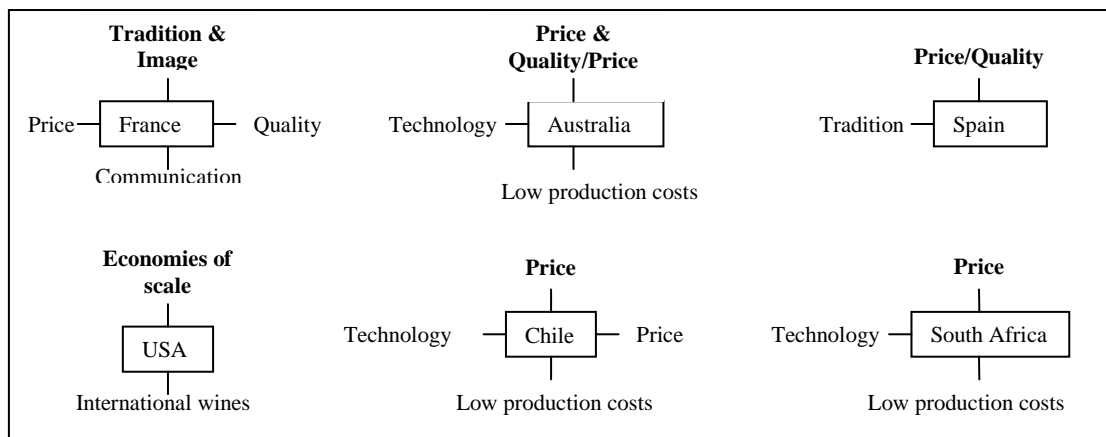 Tradition &
Image
Price
France
Quality
Communication
Price &
Quality/Price
Technology
Australia
Low production costs
Price/Quality
Tradition
Spain
Economies of
scale
USA
International wines
Price
Technology
Chile
Price
Low production costs
Price
Technology
South Africa
Low production costs